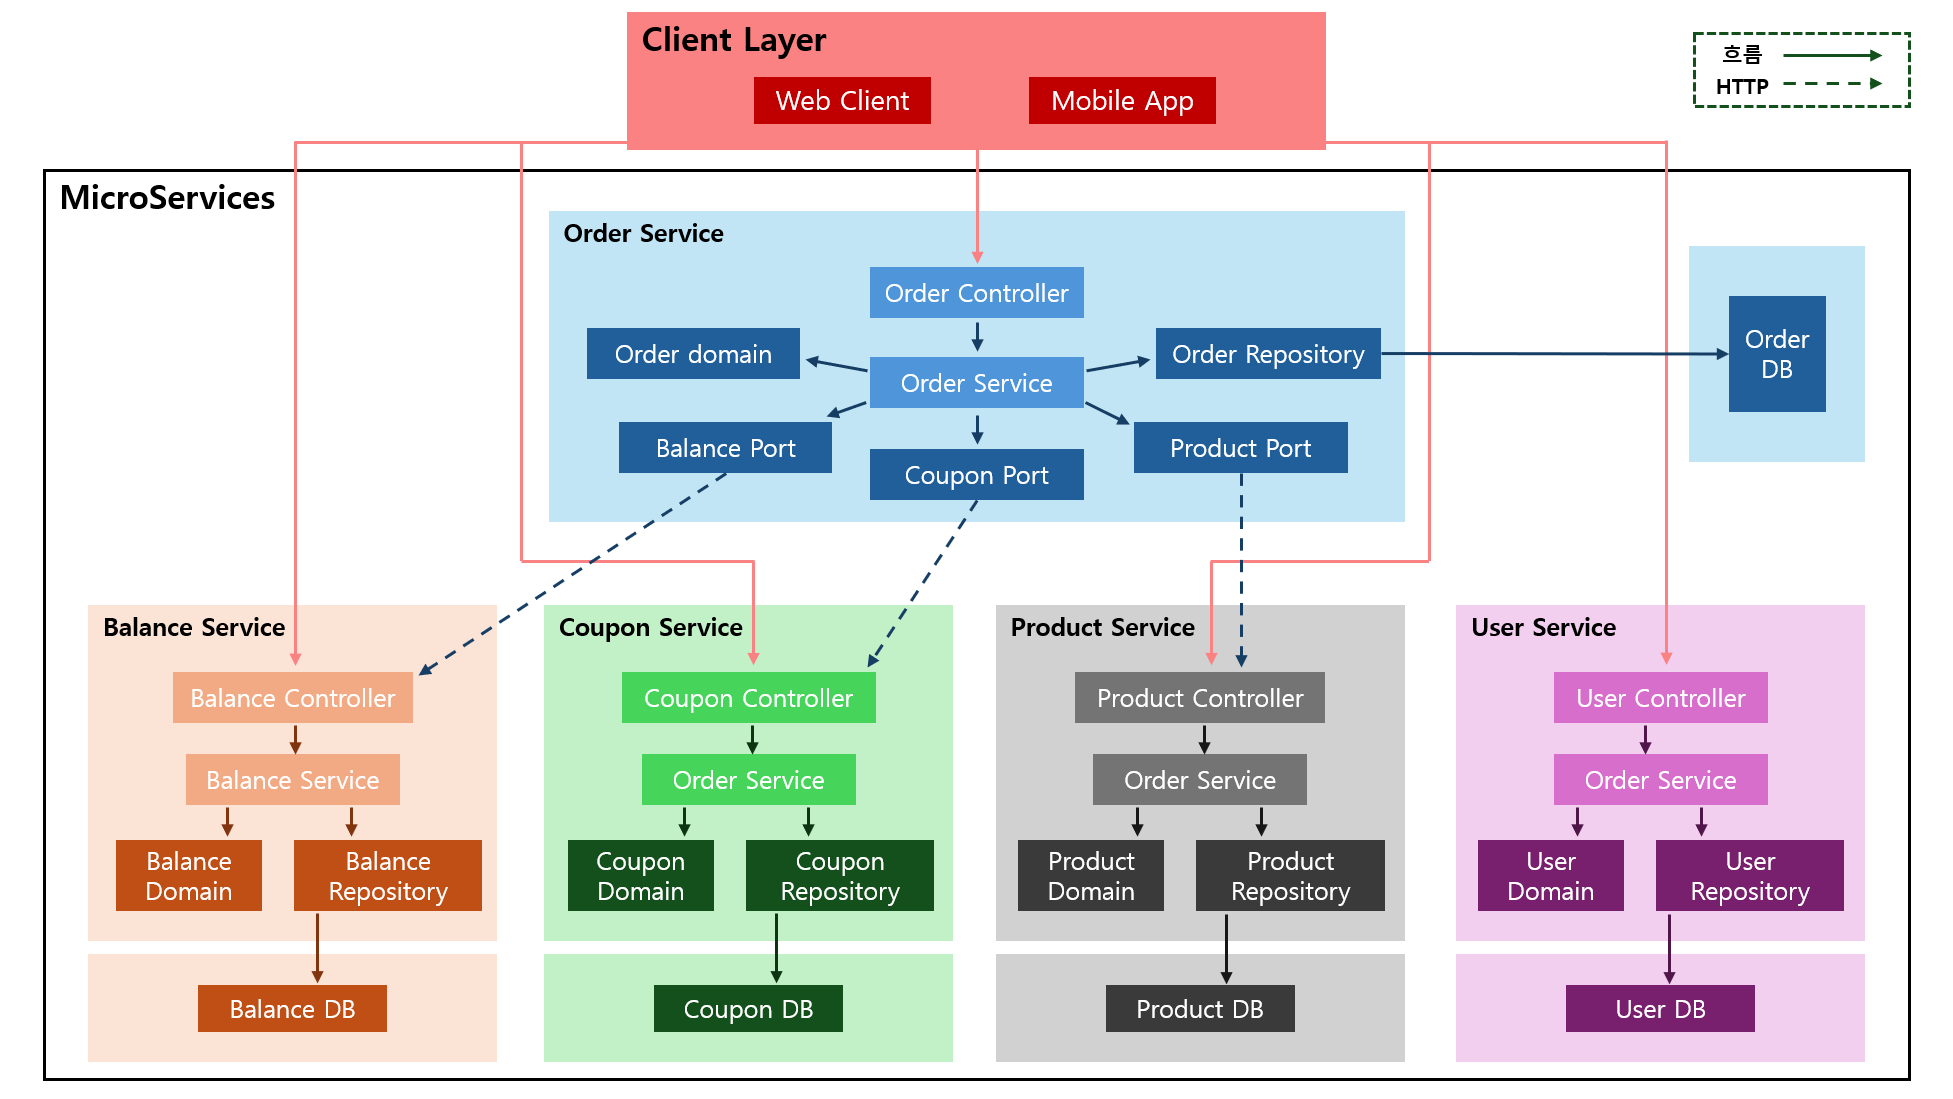 Client Layer
Web Client
Mobile App
흐름
HTTP
MicroServices
Order Service
Order Controller
Order domain
Order Service
Order Repository
Order
DB
Balance Port
Coupon Port
Product Port
Balance Service
Balance Controller
Balance Service
Balance
Domain
Balance
Repository
Balance DB
Coupon Service
Coupon Controller
Order Service
Coupon
Domain
Coupon
Repository
Coupon DB
Product Service
Product Controller
Order Service
Product
Domain
Product
Repository
Product DB
User Service
User Controller
Order Service
User
Domain
User
Repository
User DB